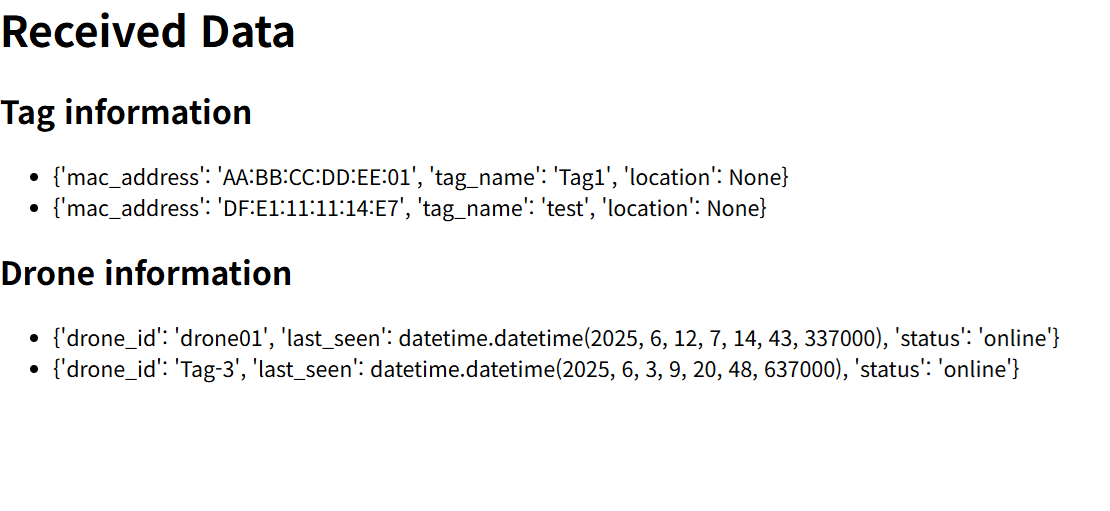 Received Data
Tag information
• {'mac_address': 'AA:BB:CC:DD:EE:01', 'tag_name': 'Tag1', 'location': None}
• {'mac_address': 'DF:E1:11:11:14:E7', 'tag_name': 'test', 'location': None}
Drone information
• {'drone_id': 'drone01', 'last_seen': datetime.datetime(2025, 6, 12, 7, 14, 43, 337000), 'status': 'online'}
• {'drone_id': 'Tag-3', 'last_seen': datetime.datetime(2025, 6, 3, 9, 20, 48, 637000), 'status': 'online'}